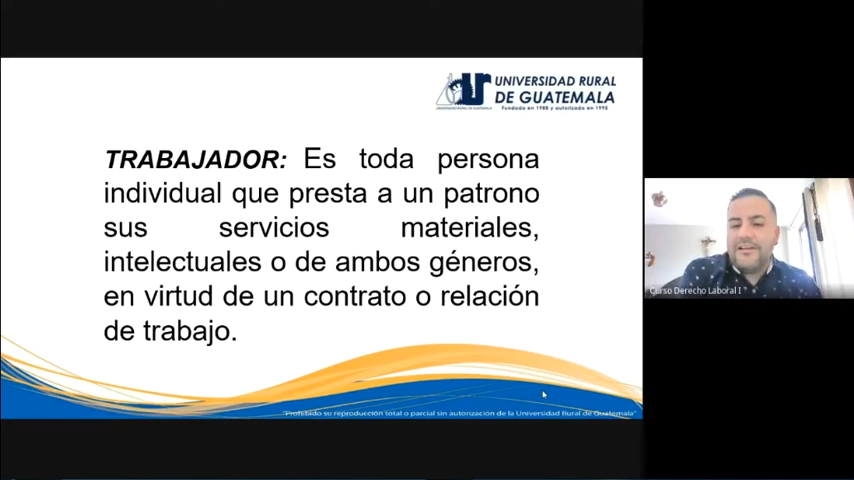 UNIVERSIDAD RURAL
DE GUATEMALA
Fundada en 1988 y autorizada en 1995
TRABAJADOR: Es toda persona
individual que presta a un patrono
sus servicios materiales,
intelectuales o de ambos géneros,
en virtud de un contrato o relación
de trabajo.
Curso Derecho Laboral I
"Prohibido su reproducción total o parcial sin autorización de la Universidad Rural de Guatemala"